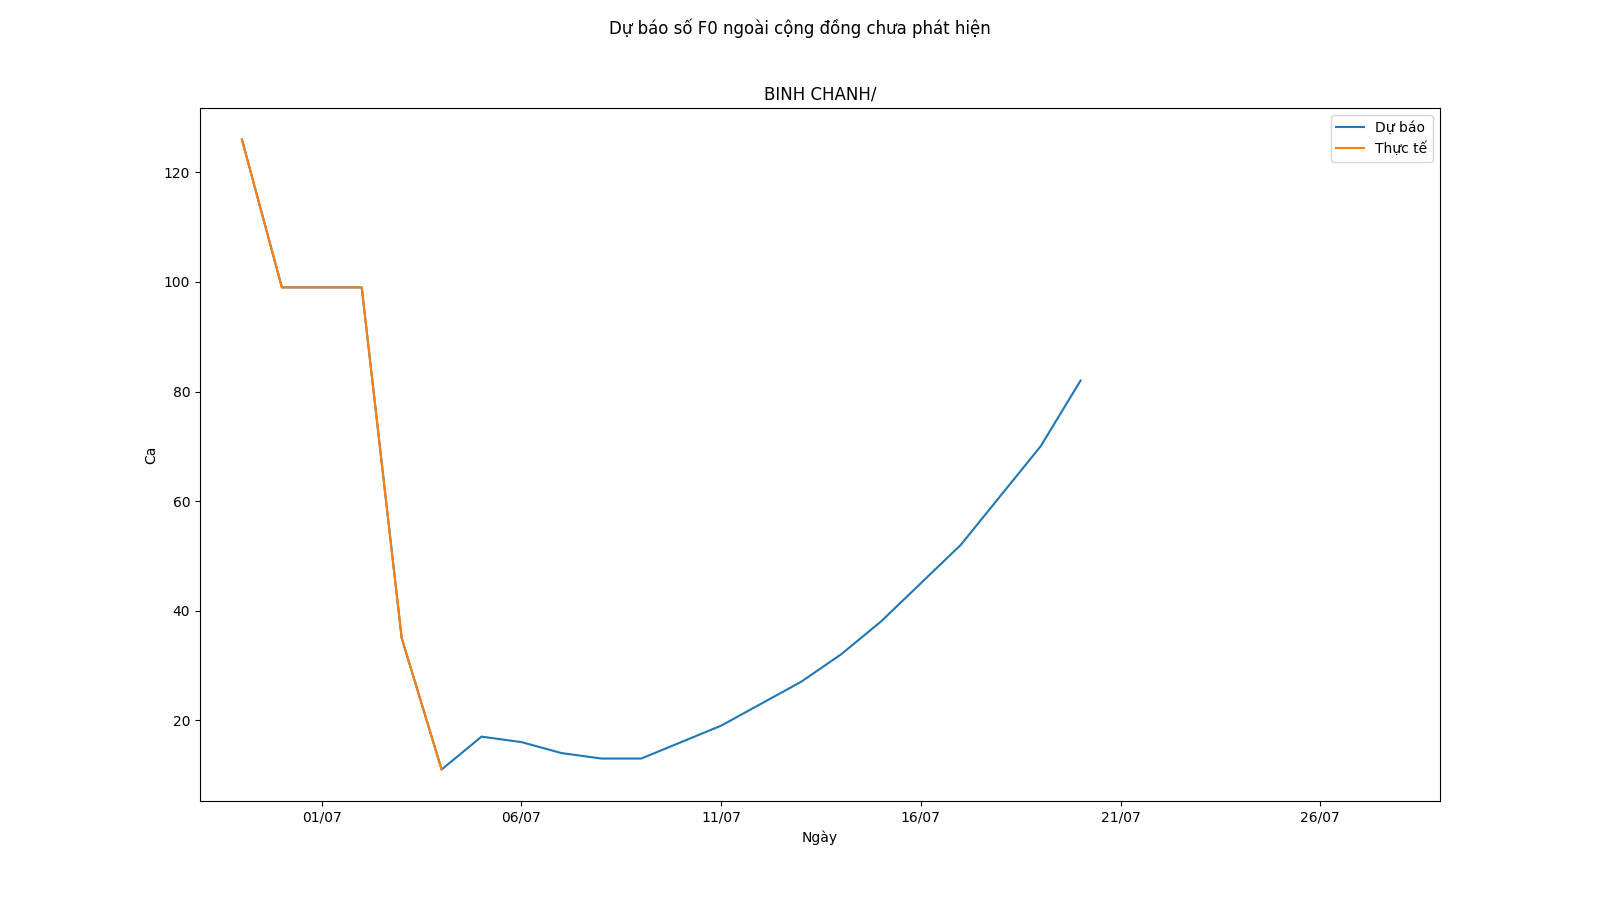 Dự báo số F0 ngoài cộng đồng chưa phát hiện
BINH CHANH/
Dự báo
Thực tế
120
100
80
60
40
20
Ca
01/07
06/07
11/07
16/07
21/07
26/07
Ngày